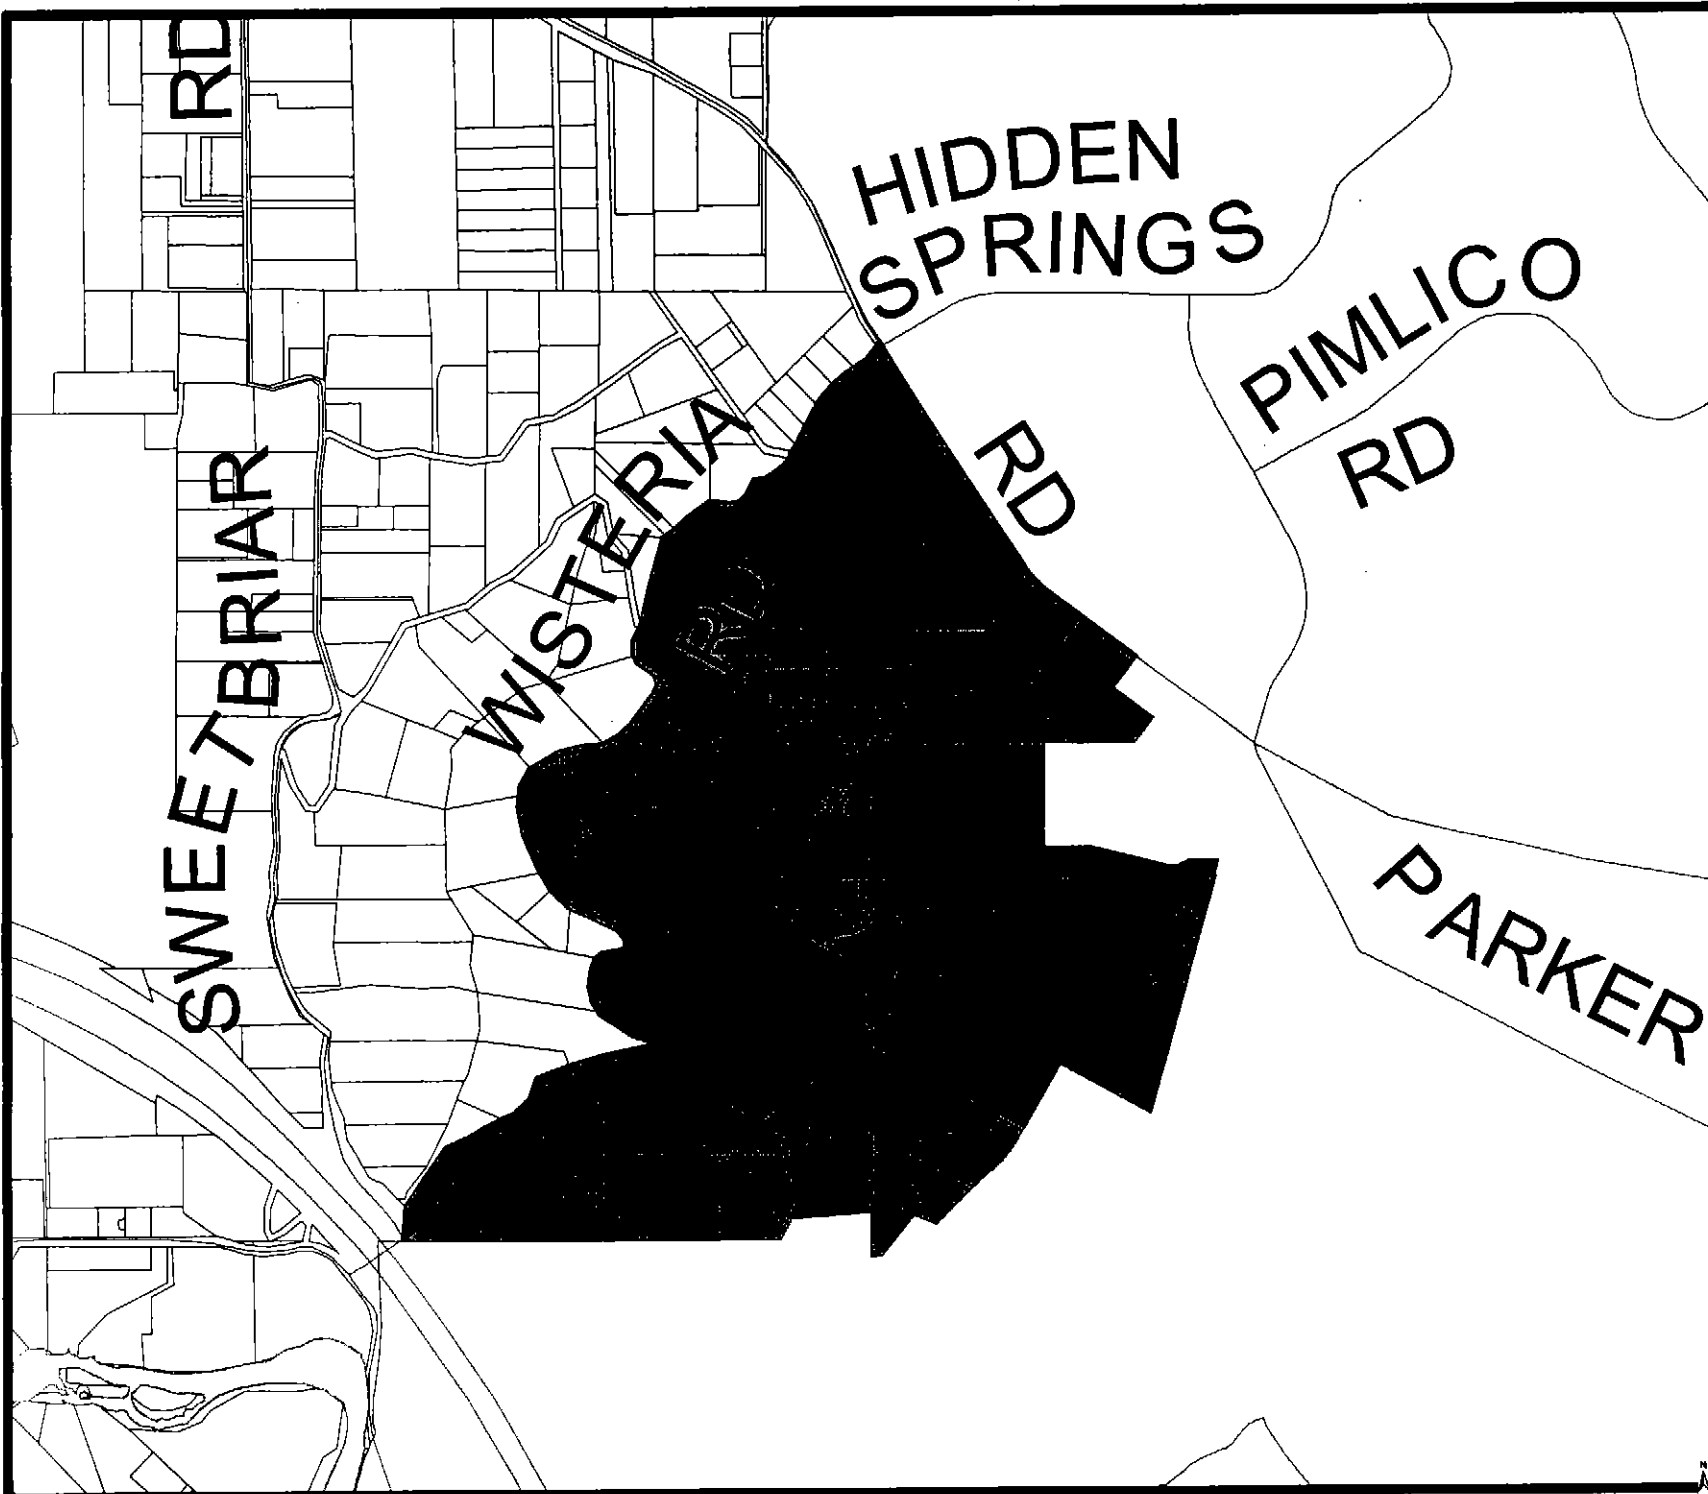 RD
HIDDEN
SPRINGS
RD
PIMLICO
RD
WISTERIA
RD
SWEETBRIAR
PARKER
N